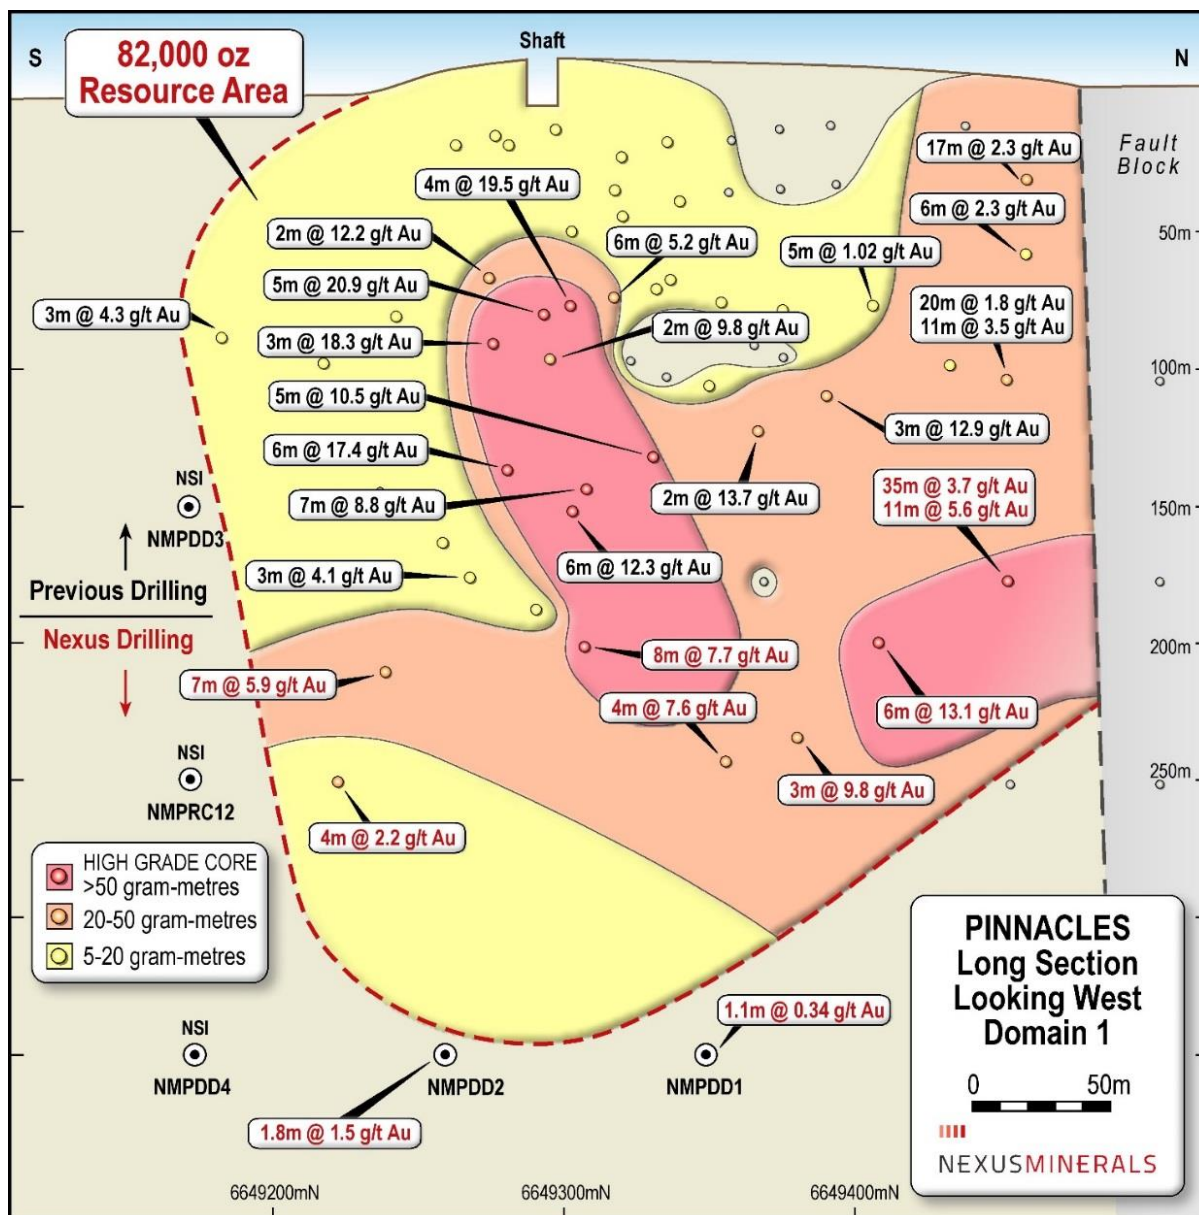 S
82,000 oz
Resource Area
Shaft
N
Fault
Block
17m @ 2.3 g/t Au
4m @ 19.5 g/t Au
6m @ 2.3 g/t Au
2m @ 12.2 g/t Au
6m @ 5.2 g/t Au
50m
5m @ 1.02 g/t Au
5m @ 20.9 g/t Au
20m @ 1.8 g/t Au
11m @ 3.5 g/t Au
3m @ 4.3 g/t Au
3m @ 18.3 g/t Au
2m @ 9.8 g/t Au
100m
5m @ 10.5 g/t Au
3m @ 12.9 g/t Au
6m @ 17.4 g/t Au
NSI
NMPDD3
7m @ 8.8 g/t Au
2m @ 13.7 g/t Au
35m @ 3.7 g/t Au
11m @ 5.6 g/t Au
150m
3m @ 4.1 g/t Au
6m @ 12.3 g/t Au
Previous Drilling
Nexus Drilling
200m
8m @ 7.7 g/t Au
7m @ 5.9 g/t Au
4m @ 7.6 g/t Au
6m @ 13.1 g/t Au
NSI
NMPRC12
250m
3m @ 9.8 g/t Au
4m @ 2.2 g/t Au
HIGH GRADE CORE
>50 gram-metres
20-50 gram-metres
5-20 gram-metres
PINNACLES
Long Section
Looking West
Domain 1
0 50m
NEXUSMINERALS
NSI
NMPDD4
NMPDD2
1.8m @ 1.5 g/t Au
1.1m @ 0.34 g/t Au
NMPDD1
6649200mN
6649300mN
6649400mN